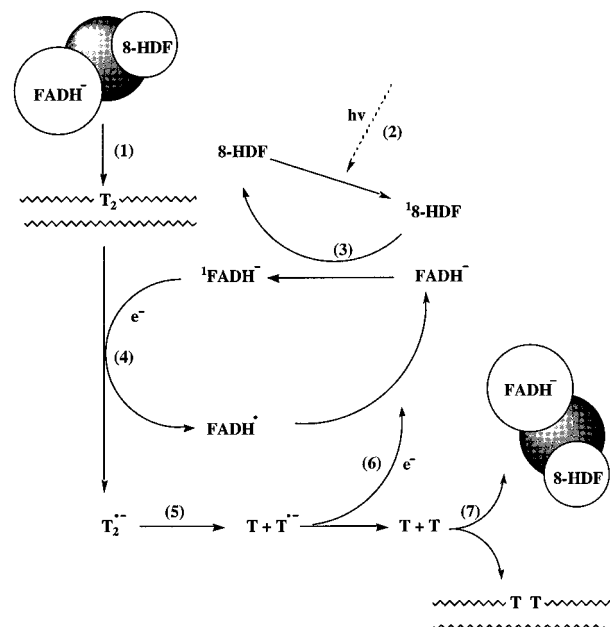 8-HDF
FADH⁻
(1)
hν
(2)
8-HDF
T₂
¹8-HDF
(3)
¹FADH⁻
FADH⁻
e⁻
(4)
FADH⁻
FADH•
8-HDF
(6)
e⁻
T₂•⁻
(5)
T + T•⁻
T + T
(7)
T T